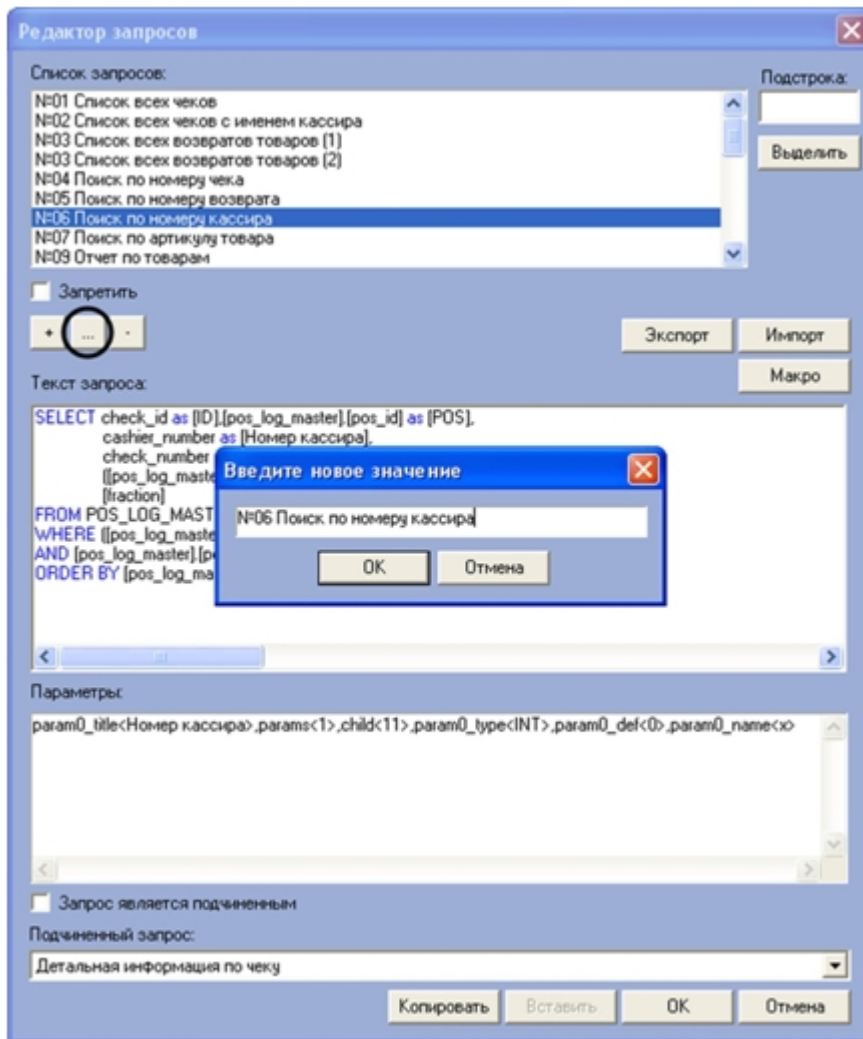 Редактор запросов
Список запросов:
Подстрока:
№01 Список всех чеков
№02 Список всех чеков с именем кассира
№03 Список всех возвратов товаров (1)
№03 Список всех возвратов товаров (2)
№04 Поиск по номеру чека
№05 Поиск по номеру возврата
№06 Поиск по номеру кассира
№07 Поиск по артикулу товара
№09 Отчет по товарам
Выделить
Запретить
+ ... -
Экспорт Импорт
Макро
Текст запроса:
SELECT check_id as [ID],[pos_log_master].[pos_id] as [POS],
cashier_number as [Номер кассира],
check_number
([pos_log_maste
[fraction]
FROM POS_LOG_MAST
WHERE ([pos_log_maste
AND [pos_log_master].[po
ORDER BY [pos_log_ma
Введите новое значение
№06 Поиск по номеру кассира
OK Отмена
Параметры:
param0_title<Номер кассира>,params<1>,child<11>,param0_type<INT>,param0_def<0>,param0_name<x>
Запрос является подчиненным
Подчиненный запрос:
Детальная информация по чеку
Копировать Вставить OK Отмена